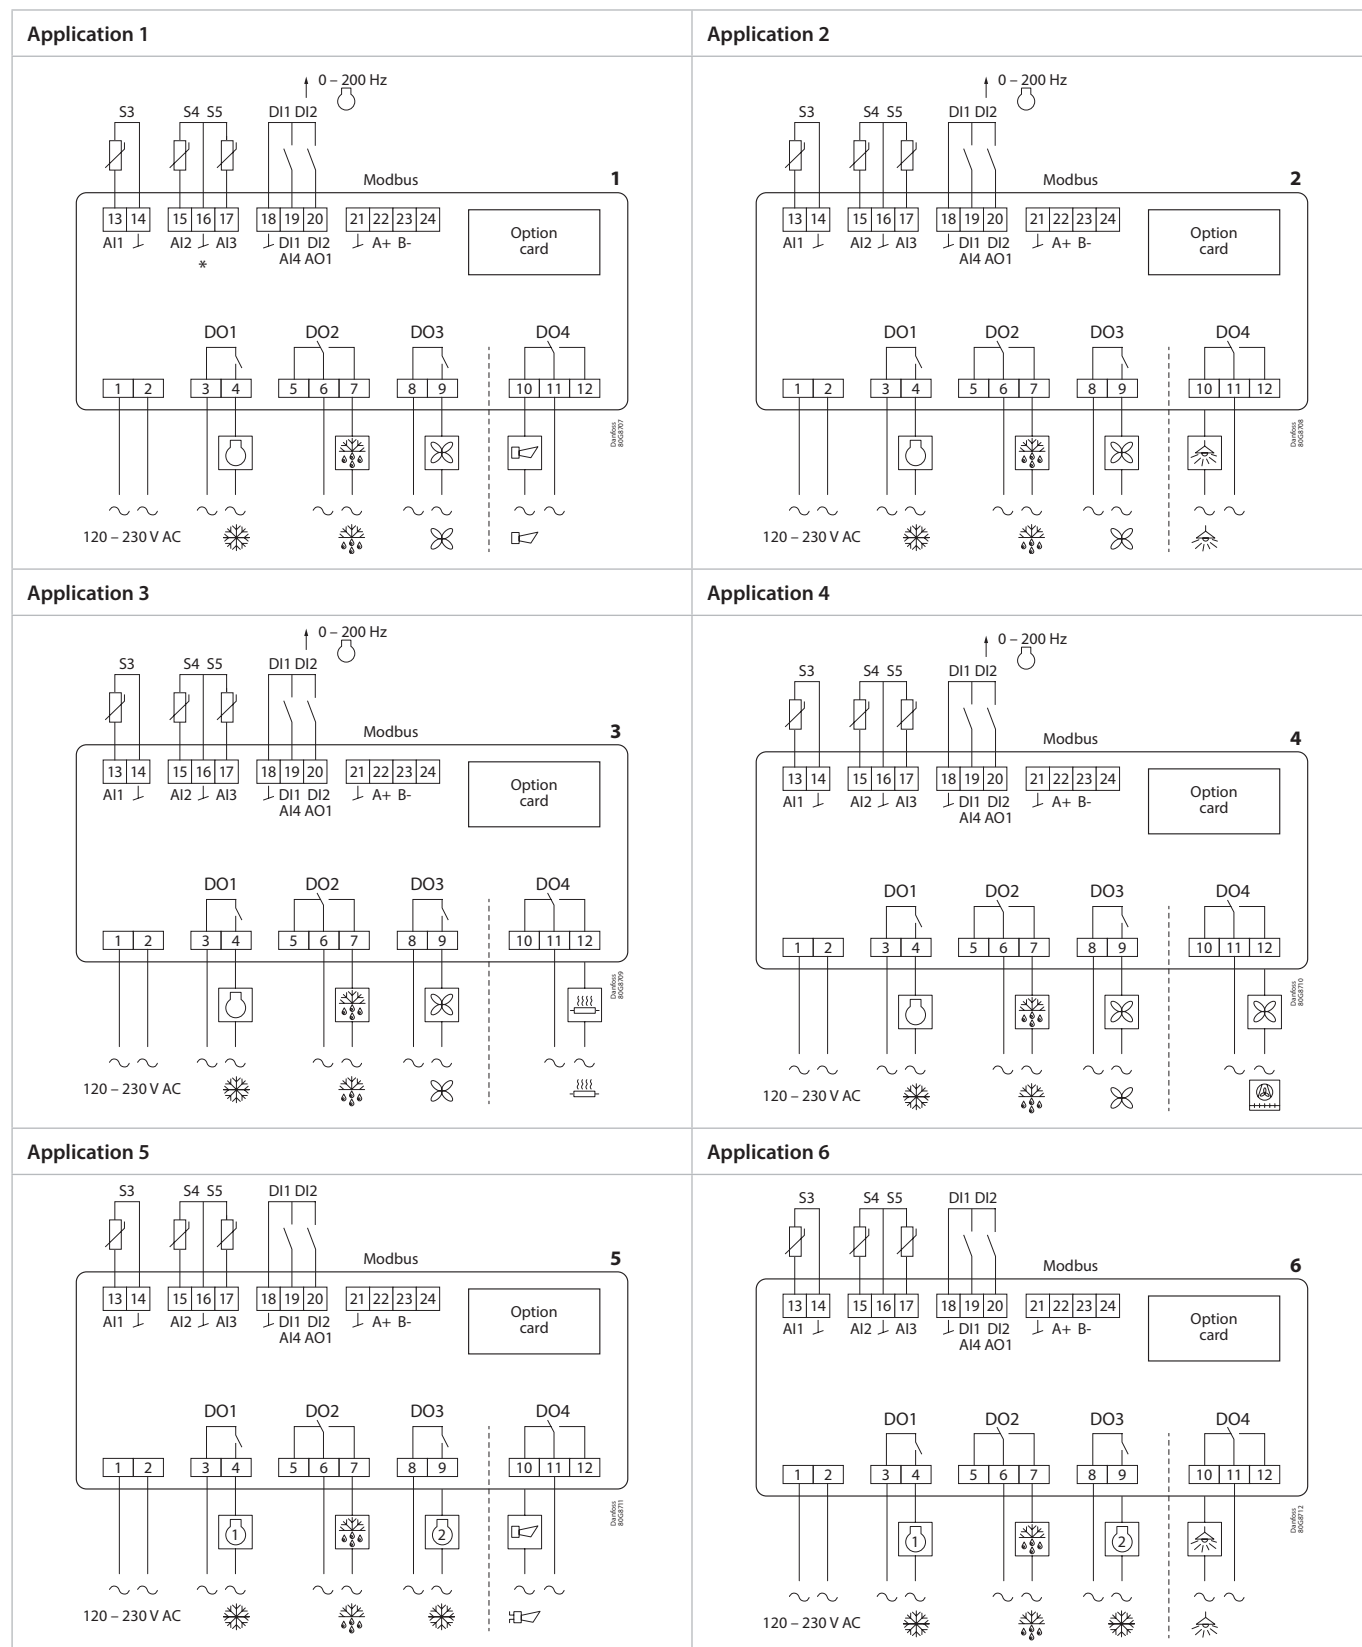 Application 1
0 – 200 Hz
S3 S4 S5 DI1 DI2
Modbus 1
13 14 15 16 17 18 19 20 21 22 23 24
AI1 AI2 AI3 DI1 DI2 A+ B-
* AI4 AO1
Option
card
DO1 DO2 DO3 DO4
1 2 3 4 5 6 7 8 9 10 11 12
Danfoss
80G8707
120 – 230 V AC
Application 2
0 – 200 Hz
S3 S4 S5 DI1 DI2
Modbus 2
13 14 15 16 17 18 19 20 21 22 23 24
AI1 AI2 AI3 DI1 DI2 A+ B-
AI4 AO1
Option
card
DO1 DO2 DO3 DO4
1 2 3 4 5 6 7 8 9 10 11 12
Danfoss
80G8708
120 – 230 V AC
Application 3
0 – 200 Hz
S3 S4 S5 DI1 DI2
Modbus 3
13 14 15 16 17 18 19 20 21 22 23 24
AI1 AI2 AI3 DI1 DI2 A+ B-
AI4 AO1
Option
card
DO1 DO2 DO3 DO4
1 2 3 4 5 6 7 8 9 10 11 12
Danfoss
80G8709
120 – 230 V AC
Application 4
0 – 200 Hz
S3 S4 S5 DI1 DI2
Modbus 4
13 14 15 16 17 18 19 20 21 22 23 24
AI1 AI2 AI3 DI1 DI2 A+ B-
AI4 AO1
Option
card
DO1 DO2 DO3 DO4
1 2 3 4 5 6 7 8 9 10 11 12
Danfoss
80G8710
120 – 230 V AC
Application 5
S3 S4 S5 DI1 DI2
Modbus 5
13 14 15 16 17 18 19 20 21 22 23 24
AI1 AI2 AI3 DI1 DI2 A+ B-
AI4 AO1
Option
card
DO1 DO2 DO3 DO4
1 2 3 4 5 6 7 8 9 10 11 12
Danfoss
80G8711
1 2
120 – 230 V AC
Application 6
S3 S4 S5 DI1 DI2
Modbus 6
13 14 15 16 17 18 19 20 21 22 23 24
AI1 AI2 AI3 DI1 DI2 A+ B-
AI4 AO1
Option
card
DO1 DO2 DO3 DO4
1 2 3 4 5 6 7 8 9 10 11 12
Danfoss
80G8712
1 2
120 – 230 V AC